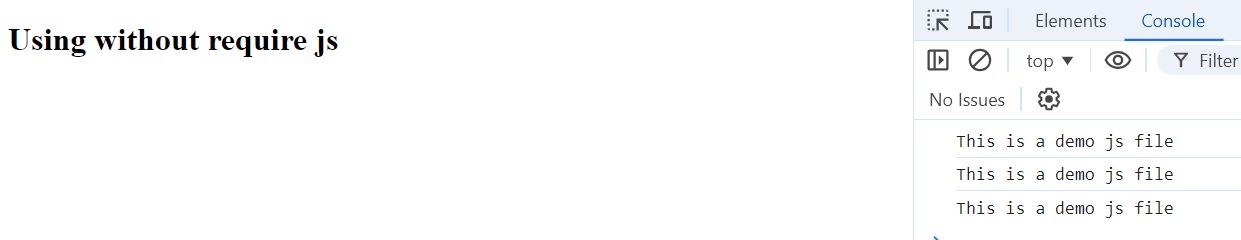 Using without require js
Elements Console
top Filter
No Issues
This is a demo js file
This is a demo js file
This is a demo js file